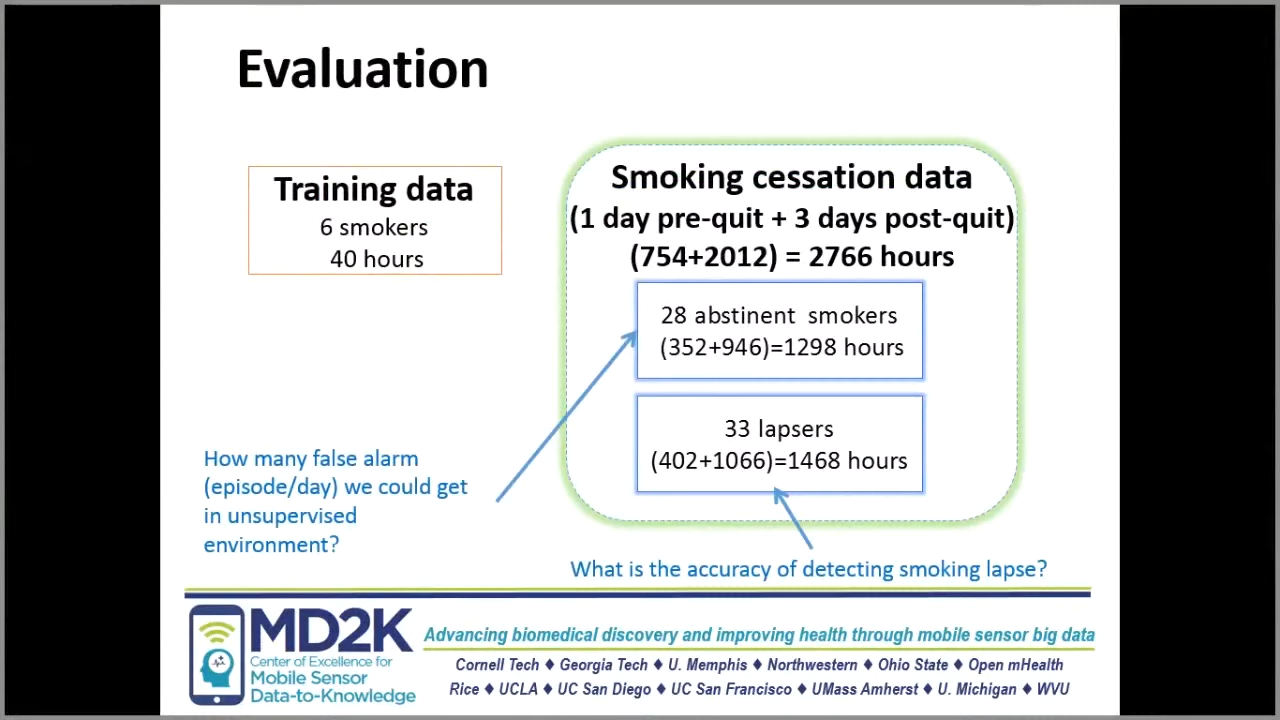 Evaluation
Training data
6 smokers
40 hours
Smoking cessation data
(1 day pre-quit + 3 days post-quit)
(754+2012) = 2766 hours
28 abstinent smokers
(352+946)=1298 hours
33 lapsers
(402+1066)=1468 hours
How many false alarm
(episode/day) we could get
in unsupervised
environment?
What is the accuracy of detecting smoking lapse?
MD2K
Center of Excellence for
Mobile Sensor
Data-to-Knowledge
Advancing biomedical discovery and improving health through mobile sensor big data
Cornell Tech ♦ Georgia Tech ♦ U. Memphis ♦ Northwestern ♦ Ohio State ♦ Open mHealth
Rice ♦ UCLA ♦ UC San Diego ♦ UC San Francisco ♦ UMass Amherst ♦ U. Michigan ♦ WVU